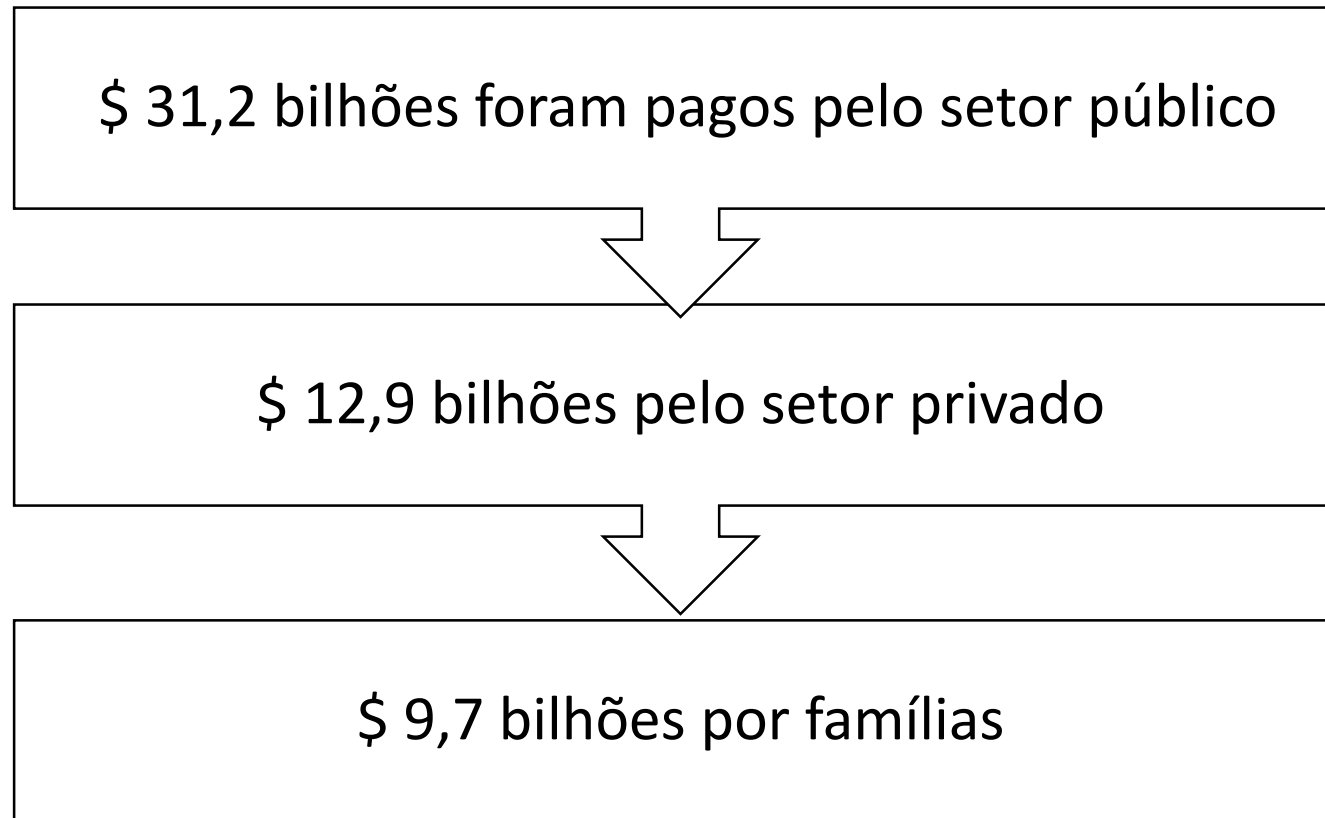 $ 31,2 bilhões foram pagos pelo setor público
$ 12,9 bilhões pelo setor privado
$ 9,7 bilhões por famílias